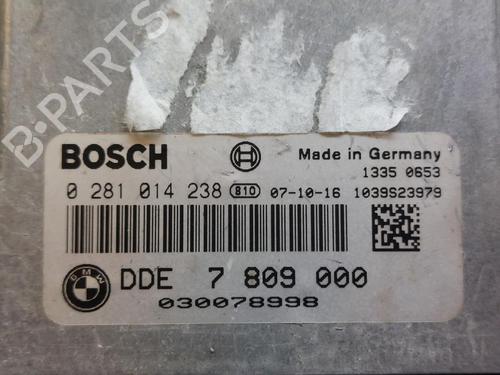 B-PARTS
BOSCH Made in Germany
1335 0653
0 281 014 238 810 07-10-16 1039S23979
BMW DDE 7 809 000
030078998